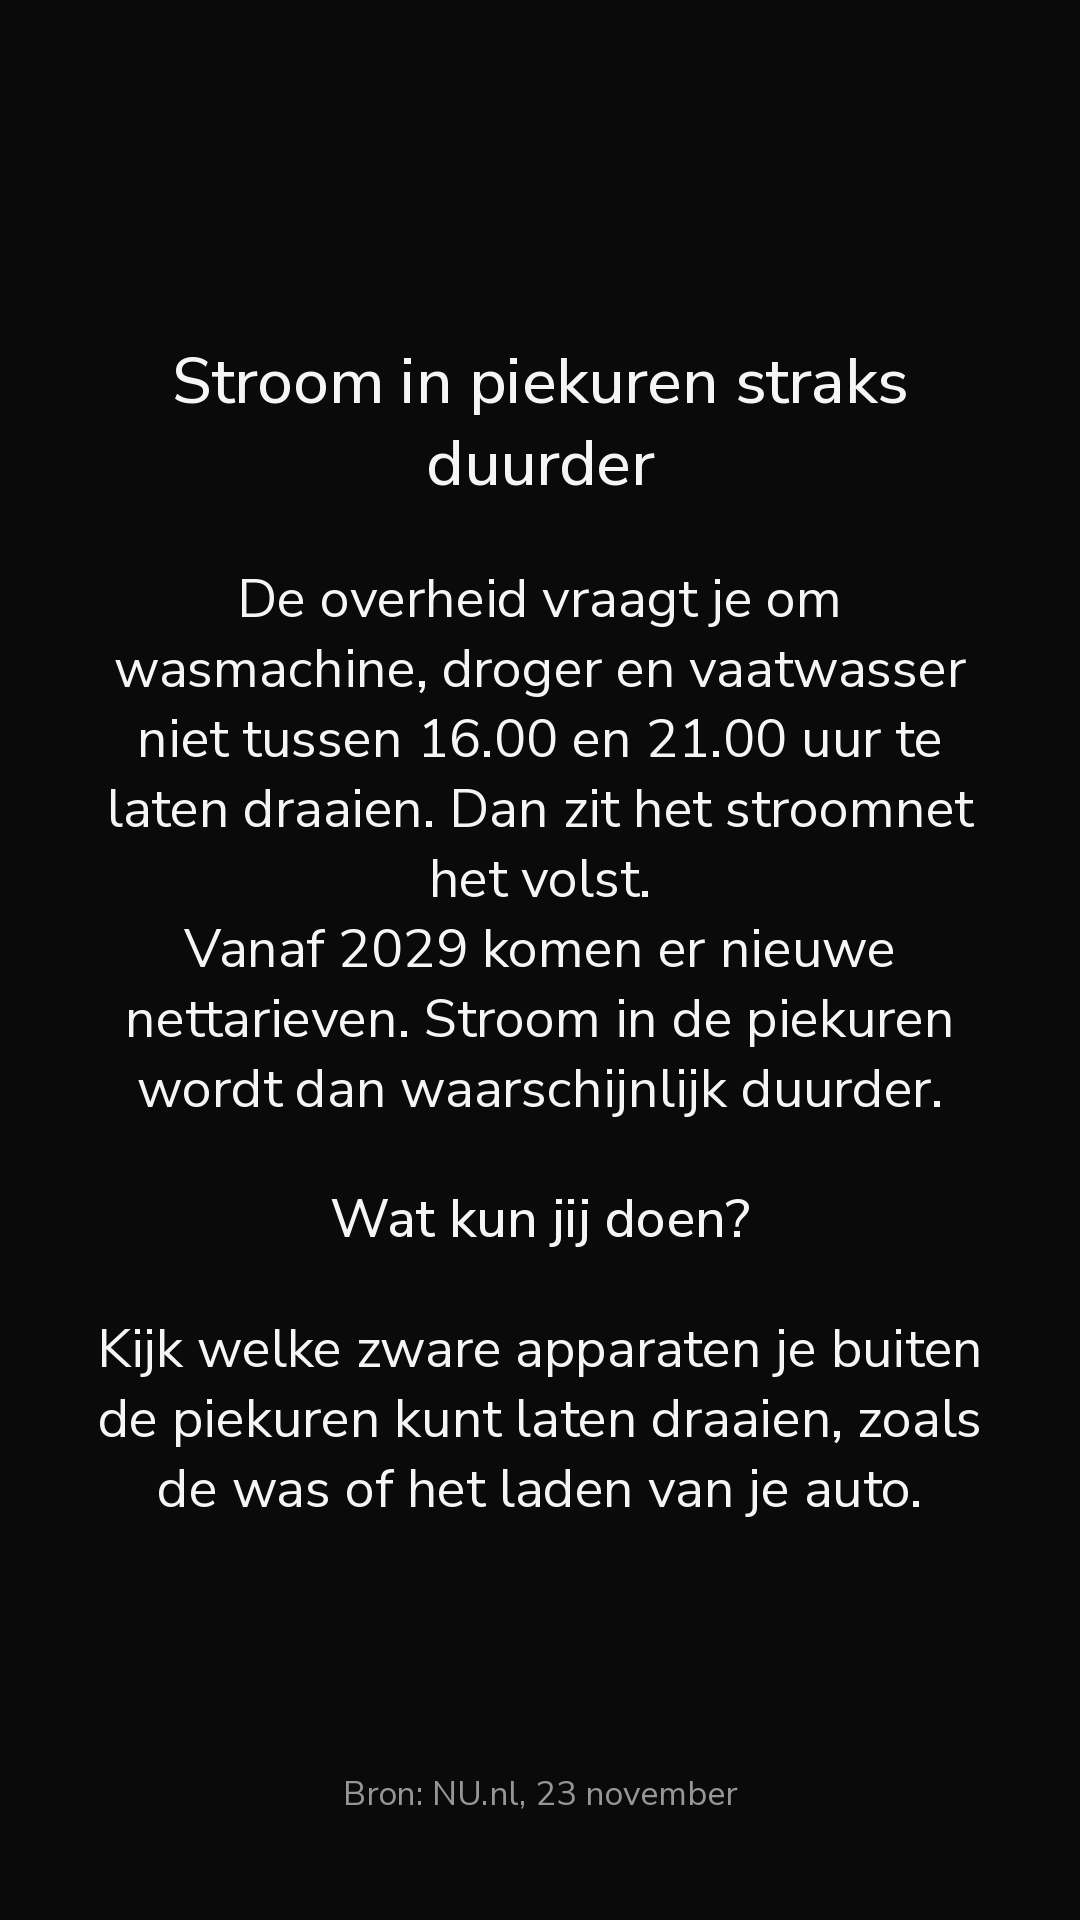 Stroom in piekuren straks
duurder
De overheid vraagt je om
wasmachine, droger en vaatwasser
niet tussen 16.00 en 21.00 uur te
laten draaien. Dan zit het stroomnet
het volst.
Vanaf 2029 komen er nieuwe
nettarieven. Stroom in de piekuren
wordt dan waarschijnlijk duurder.
Wat kun jij doen?
Kijk welke zware apparaten je buiten
de piekuren kunt laten draaien, zoals
de was of het laden van je auto.
Bron: NU.nl, 23 november